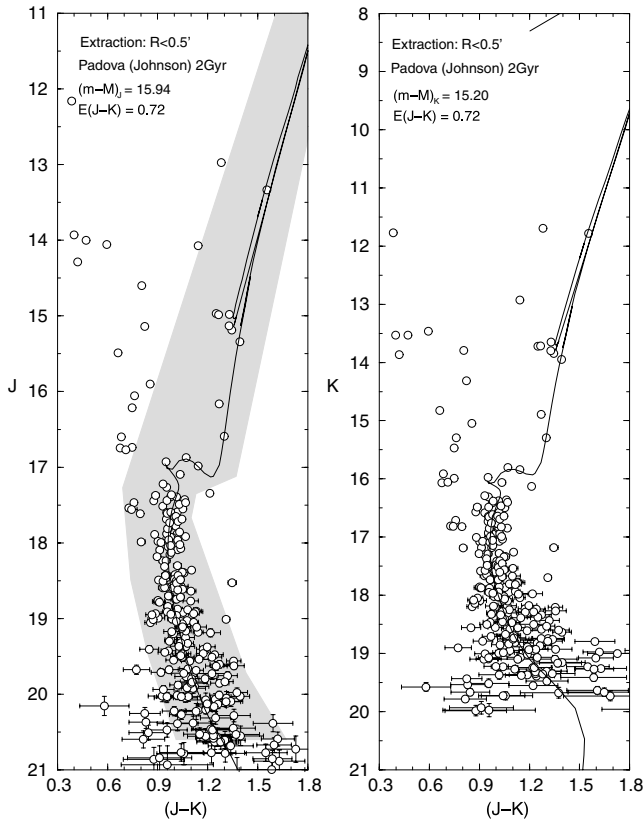 Extraction: R<0.5'
Padova (Johnson) 2Gyr
(m−M)J = 15.94
E(J−K) = 0.72
11
12
13
14
15
16
17
18
19
20
21
J
0.3 0.6 0.9 1.2 1.5 1.8
(J−K)
Extraction: R<0.5'
Padova (Johnson) 2Gyr
(m−M)K = 15.20
E(J−K) = 0.72
8
9
10
11
12
13
14
15
16
17
18
19
20
21
K
0.3 0.6 0.9 1.2 1.5 1.8
(J−K)